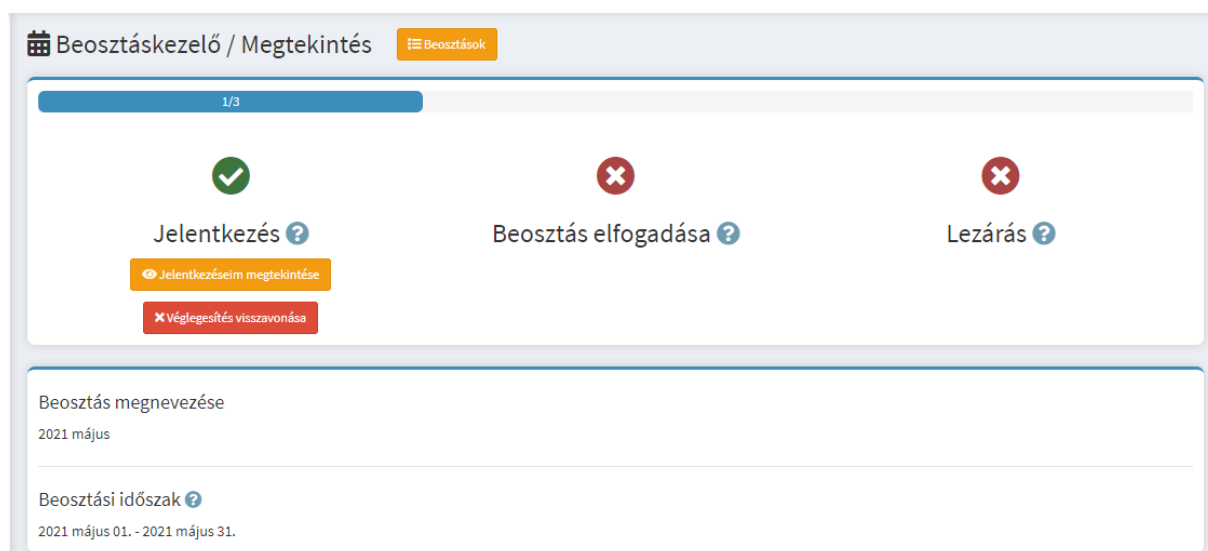 Beosztáskezelő / Megtekintés
Beosztások
1/3
Jelentkezés
Beosztás elfogadása
Lezárás
Jelentkezéseim megtekintése
Véglegesítés visszavonása
Beosztás megnevezése
2021 május
Beosztási időszak
2021 május 01. - 2021 május 31.